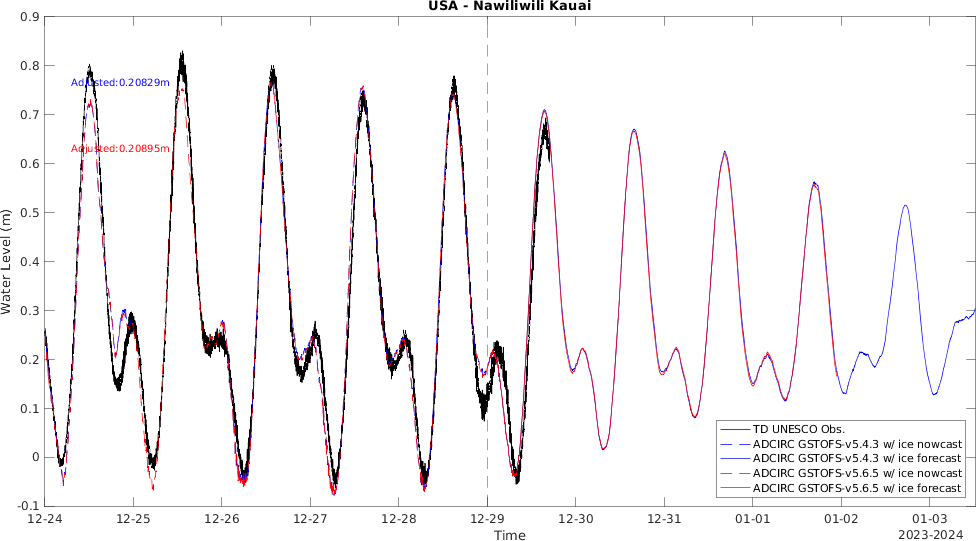 USA - Nawiliwili Kauai
0.9
0.8
0.7
0.6
0.5
0.4
0.3
0.2
0.1
0
-0.1
Water Level (m)
Adjusted:0.20829m
Adjusted:0.20895m
TD UNESCO Obs.
ADCIRC GSTOFS-v5.4.3 w/ ice nowcast
ADCIRC GSTOFS-v5.4.3 w/ ice forecast
ADCIRC GSTOFS-v5.6.5 w/ ice nowcast
ADCIRC GSTOFS-v5.6.5 w/ ice forecast
12-24 12-25 12-26 12-27 12-28 12-29 12-30 12-31 01-01 01-02 01-03
Time
2023-2024